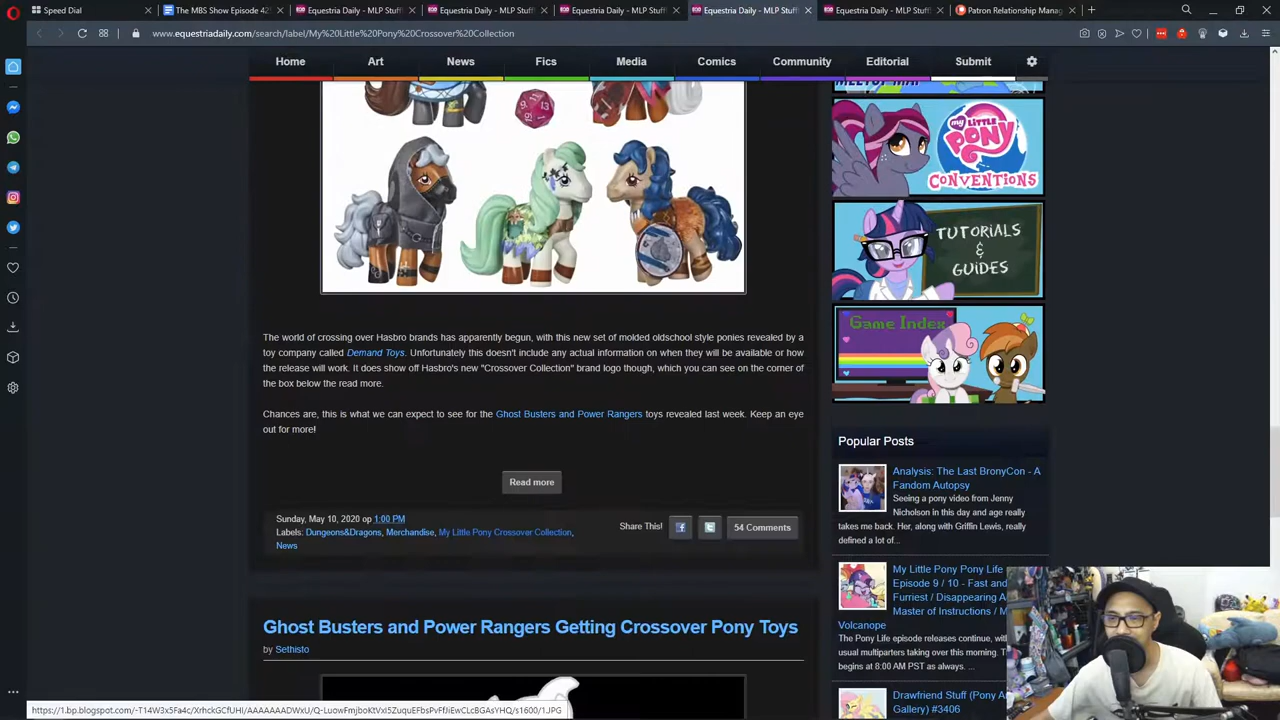 Speed Dial
The MBS Show Episode 42
Equestria Daily - MLP Stuff!
Equestria Daily - MLP Stuff!
Equestria Daily - MLP Stuff!
Equestria Daily - MLP Stuff!
Equestria Daily - MLP Stuff!
Patron Relationship Manag
www.equestriadaily.com/search/label/My%20Little%20Pony%20Crossover%20Collection
Home
Art
News
Fics
Media
Comics
Community
Editorial
Submit
my LITTLE PONY
CONVENTIONS
TUTORIALS
&
GUIDES
Game Index
The world of crossing over Hasbro brands has apparently begun, with this new set of molded oldschool style ponies revealed by a
toy company called Demand Toys. Unfortunately this doesn't include any actual information on when they will be available or how
the release will work. It does show off Hasbro's new "Crossover Collection" brand logo though, which you can see on the corner of
the box below the read more.
Chances are, this is what we can expect to see for the Ghost Busters and Power Rangers toys revealed last week. Keep an eye
out for more!
Read more
Sunday, May 10, 2020 op 1:00 PM
Labels: Dungeons&Dragons, Merchandise, My Little Pony Crossover Collection,
News
Share This!
54 Comments
Ghost Busters and Power Rangers Getting Crossover Pony Toys
by Sethisto
Popular Posts
Analysis: The Last BronyCon - A
Fandom Autopsy
Seeing a pony video from Jenny
Nicholson in this day and age really
takes me back. Her, along with Griffin Lewis, really
defined a lot of...
My Little Pony Pony Life
Episode 9 / 10 - Fast and
Furriest / Disappearing A
Master of Instructions / M
Volcanope
The Pony Life episode releases continue, with
usual multiparters taking over this morning. T
begins at 8:00 AM PST as always. ...
Drawfriend Stuff (Pony A
Gallery) #3406